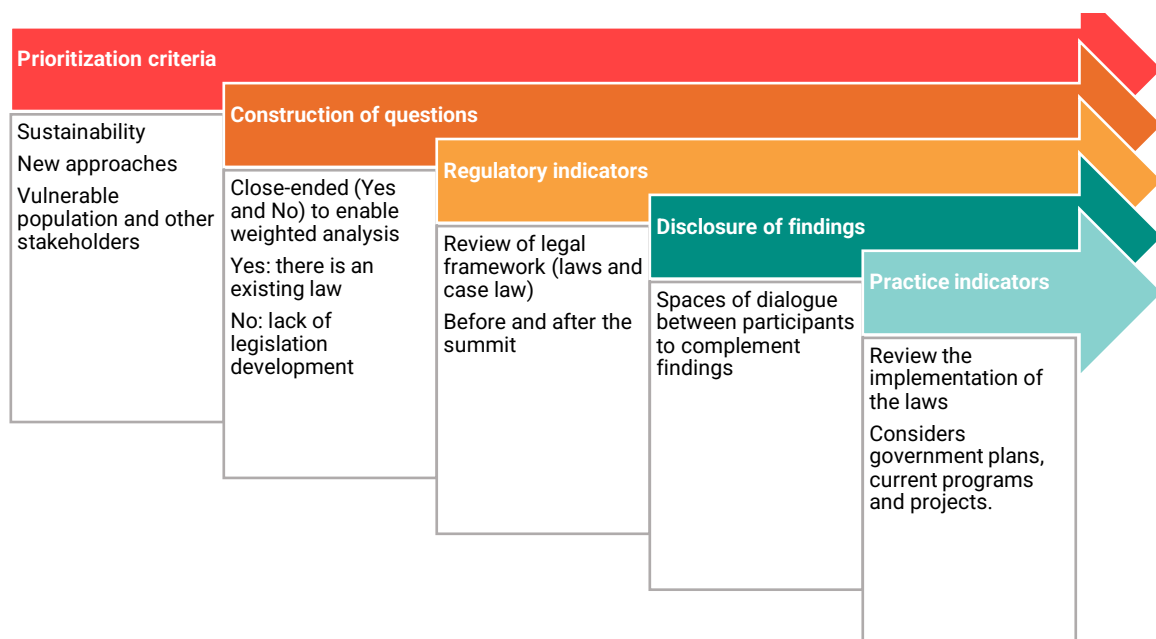 Prioritization criteria
Sustainability
New approaches
Vulnerable
population and other
stakeholders
Construction of questions
Close-ended (Yes
and No) to enable
weighted analysis
Yes: there is an
existing law
No: lack of
legislation
development
Regulatory indicators
Review of legal
framework (laws and
case law)
Before and after the
summit
Disclosure of findings
Spaces of dialogue
between participants
to complement
findings
Practice indicators
Review the
implementation of
the laws
Considers
government plans,
current programs
and projects.